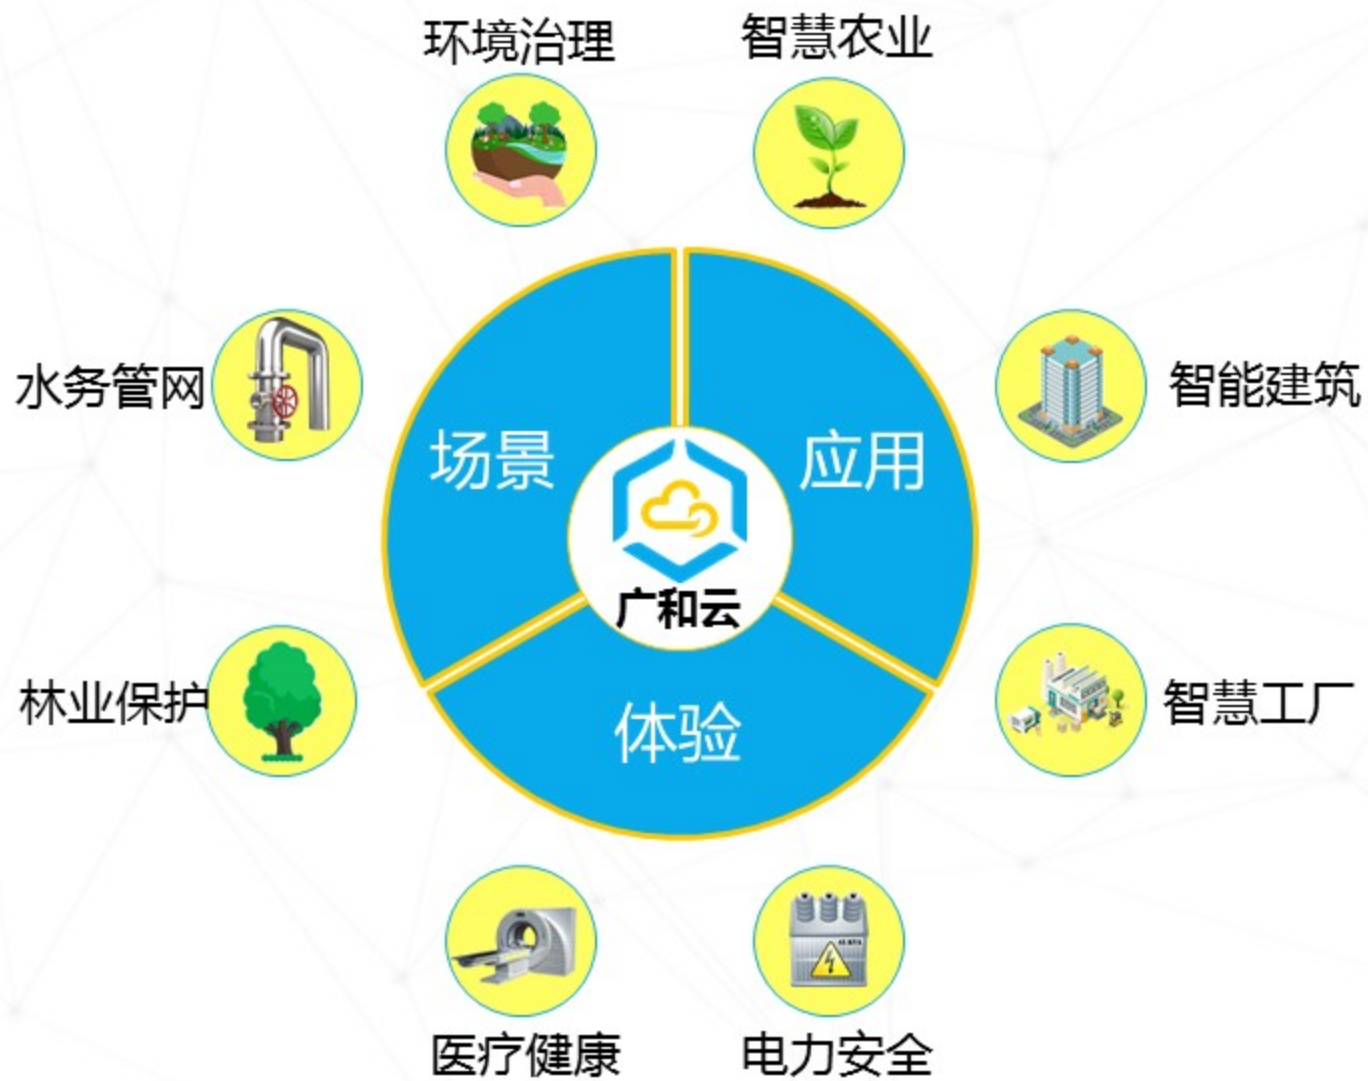 环境治理
智慧农业
水务管网
智能建筑
场景
应用
广和云
林业保护
智慧工厂
体验
医疗健康
电力安全